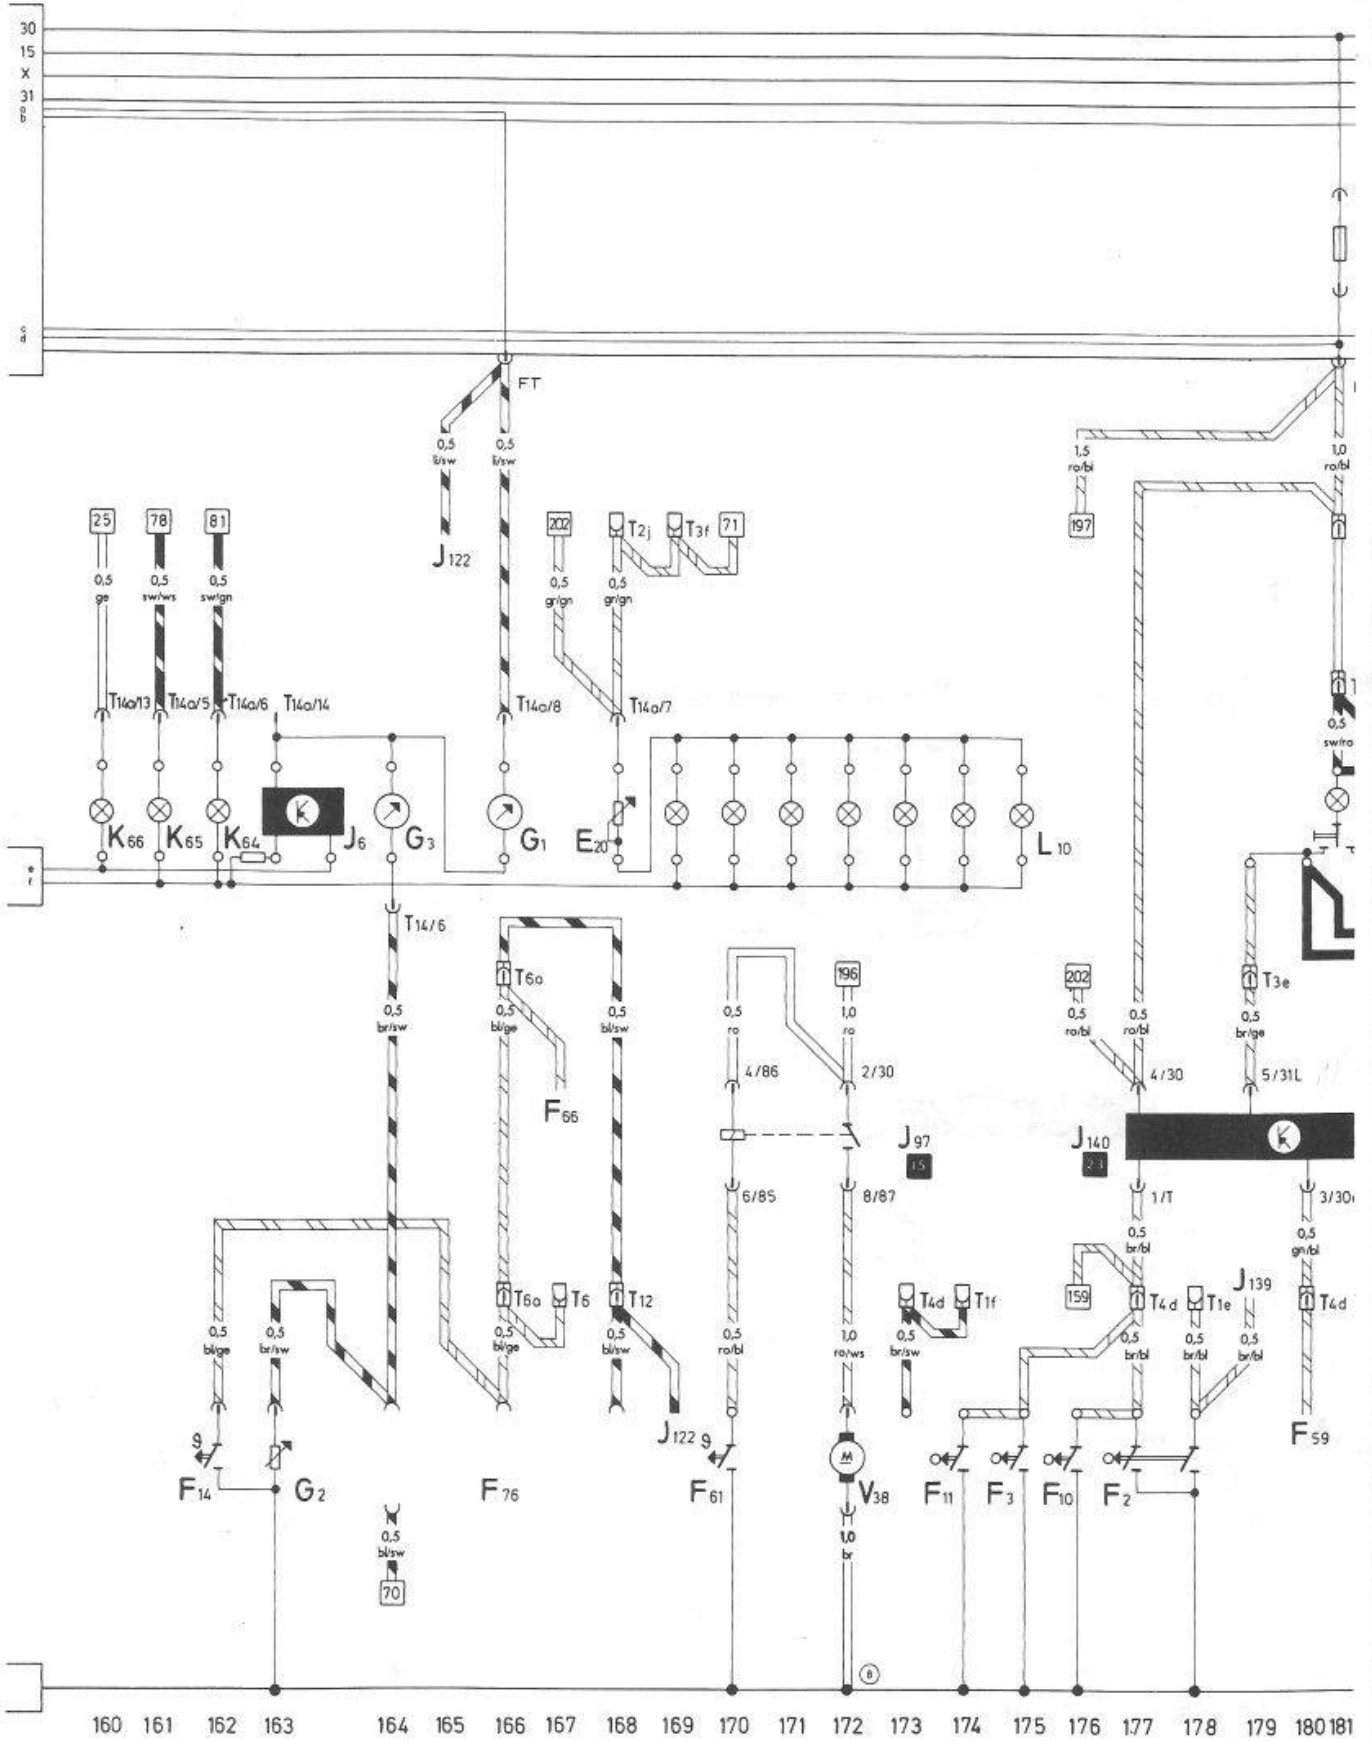 30
15
X
31
a
b
c
d
FT
0,5
li/sw
0,5
li/sw
1,5
ro/bl
1,0
ro/bl
25
78
81
J122
202
T2j
T3f
71
197
0,5
ge
0,5
sw/ws
0,5
sw/gn
0,5
gr/gn
0,5
gr/gn
T14a/13
T14a/5
T14a/6
T14a/14
T14a/8
T14a/7
0,5
sw/ro
K66
K65
K64
J6
G3
G1
E20
L10
e
f
T14/6
T6a
196
202
T3e
0,5
br/sw
0,5
bl/ge
0,5
bl/sw
0,5
ro
1,0
ro
0,5
ro/bl
0,5
ro/bl
0,5
br/ge
F66
4/86
2/30
4/30
5/31L
J97
15
J140
23
6/85
8/87
1/T
3/30
0,5
br/bl
0,5
gn/bl
T6a
T6
T12
T4d
T1f
159
T4d
T1e
J139
T4d
0,5
bl/ge
0,5
br/sw
0,5
bl/ge
0,5
bl/sw
0,5
ro/bl
1,0
ro/ws
0,5
br/sw
0,5
br/bl
0,5
br/bl
0,5
br/bl
J122
F59
F14
G2
F76
F61
M
V38
F11
F3
F10
F2
0,5
bl/sw
70
1,0
br
8
160 161 162 163 164 165 166 167 168 169 170 171 172 173 174 175 176 177 178 179 180 181